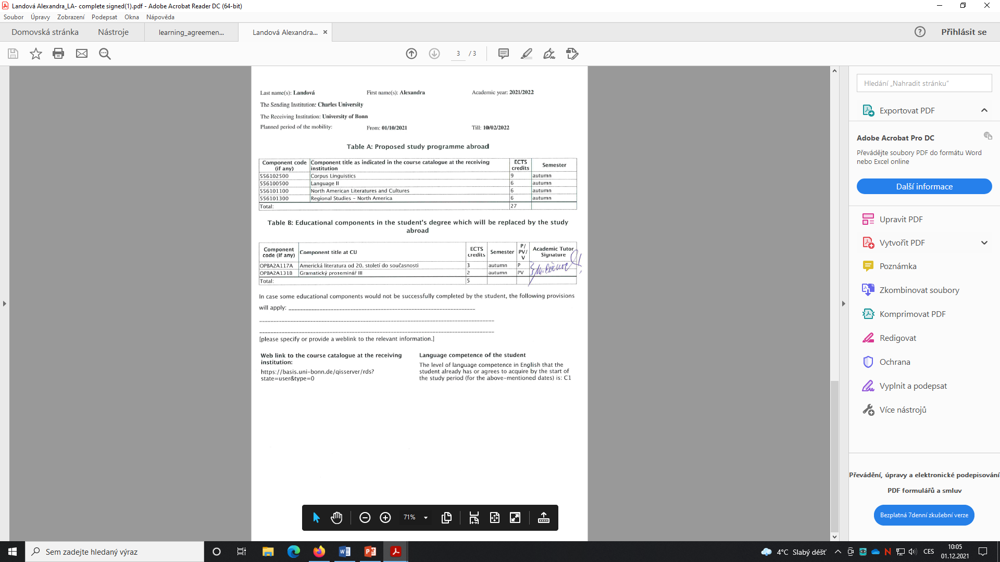 Landová Alexandra_LA- complete signed(1).pdf - Adobe Acrobat Reader DC (64-bit)
Soubor Úpravy Zobrazení Podepsat Okna Nápověda
Domovská stránka Nástroje learning_agreemen... Landová Alexandra... × Přihlásit se
3 / 3
Last name(s): Landová First name(s): Alexandra Academic year: 2021/2022
The Sending Institution: Charles University
The Receiving Institution: University of Bonn
Planned period of the mobility: From: 01/10/2021 Till: 10/02/2022
Table A: Proposed study programme abroad
Component code (if any) Component title as indicated in the course catalogue at the receiving institution ECTS credits Semester
556102500 Corpus Linguistics 9 autumn
556100500 Language II 6 autumn
556101100 North American Literatures and Cultures 6 autumn
556101300 Regional Studies - North America 6 autumn
Total: 27
Table B: Educational components in the student's degree which will be replaced by the study
abroad
Component code (if any) Component title at CU ECTS credits Semester P/ PV/ V Academic Tutor Signature
OPBA2A117A Americká literatura od 20. století do současnosti 3 autumn P
OPBA2A131B Gramatický proseminář III 2 autumn PV
Total: 5
In case some educational components would not be successfully completed by the student, the following provisions
will apply:
[please specify or provide a weblink to the relevant information.]
Web link to the course catalogue at the receiving
institution:
https://basis.uni-bonn.de/qisserver/rds?
state=user&type=0
Language competence of the student
The level of language competence in English that the
student already has or agrees to acquire by the start of
the study period (for the above-mentioned dates) is: C1
71%
Hledání „Nahradit stránku“
Exportovat PDF
Adobe Acrobat Pro DC
Převádějte soubory PDF do formátu Word
nebo Excel online
Další informace
Upravit PDF
Vytvořit PDF
Poznámka
Zkombinovat soubory
Komprimovat PDF
Redigovat
Ochrana
Vyplnit a podepsat
Více nástrojů
Převádění, úpravy a elektronické podepisování
PDF formulářů a smluv
Bezplatná 7denní zkušební verze
Sem zadejte hledaný výraz
4°C Slabý déšť CES 10:05
01.12.2021